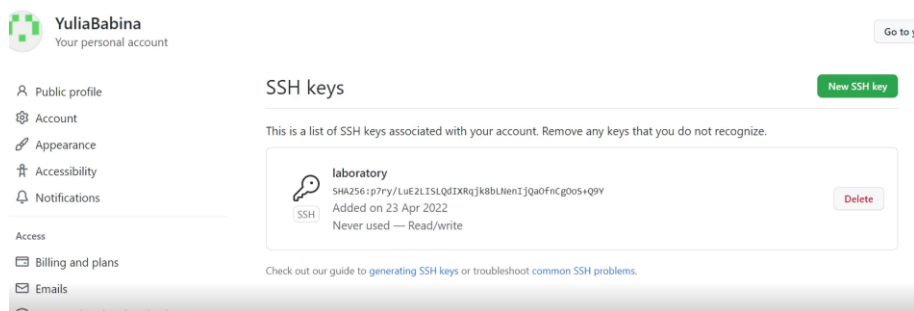 YuliaBabina
Your personal account
Go to
Public profile
Account
Appearance
Accessibility
Notifications
Access
Billing and plans
Emails
SSH keys
New SSH key
This is a list of SSH keys associated with your account. Remove any keys that you do not recognize.
laboratory
SHA256:p7ry/LuE2LISLQdIXRqjk8bLNenIjQaOfnCgOoS+Q9Y
Added on 23 Apr 2022
Never used — Read/write
SSH
Delete
Check out our guide to generating SSH keys or troubleshoot common SSH problems.